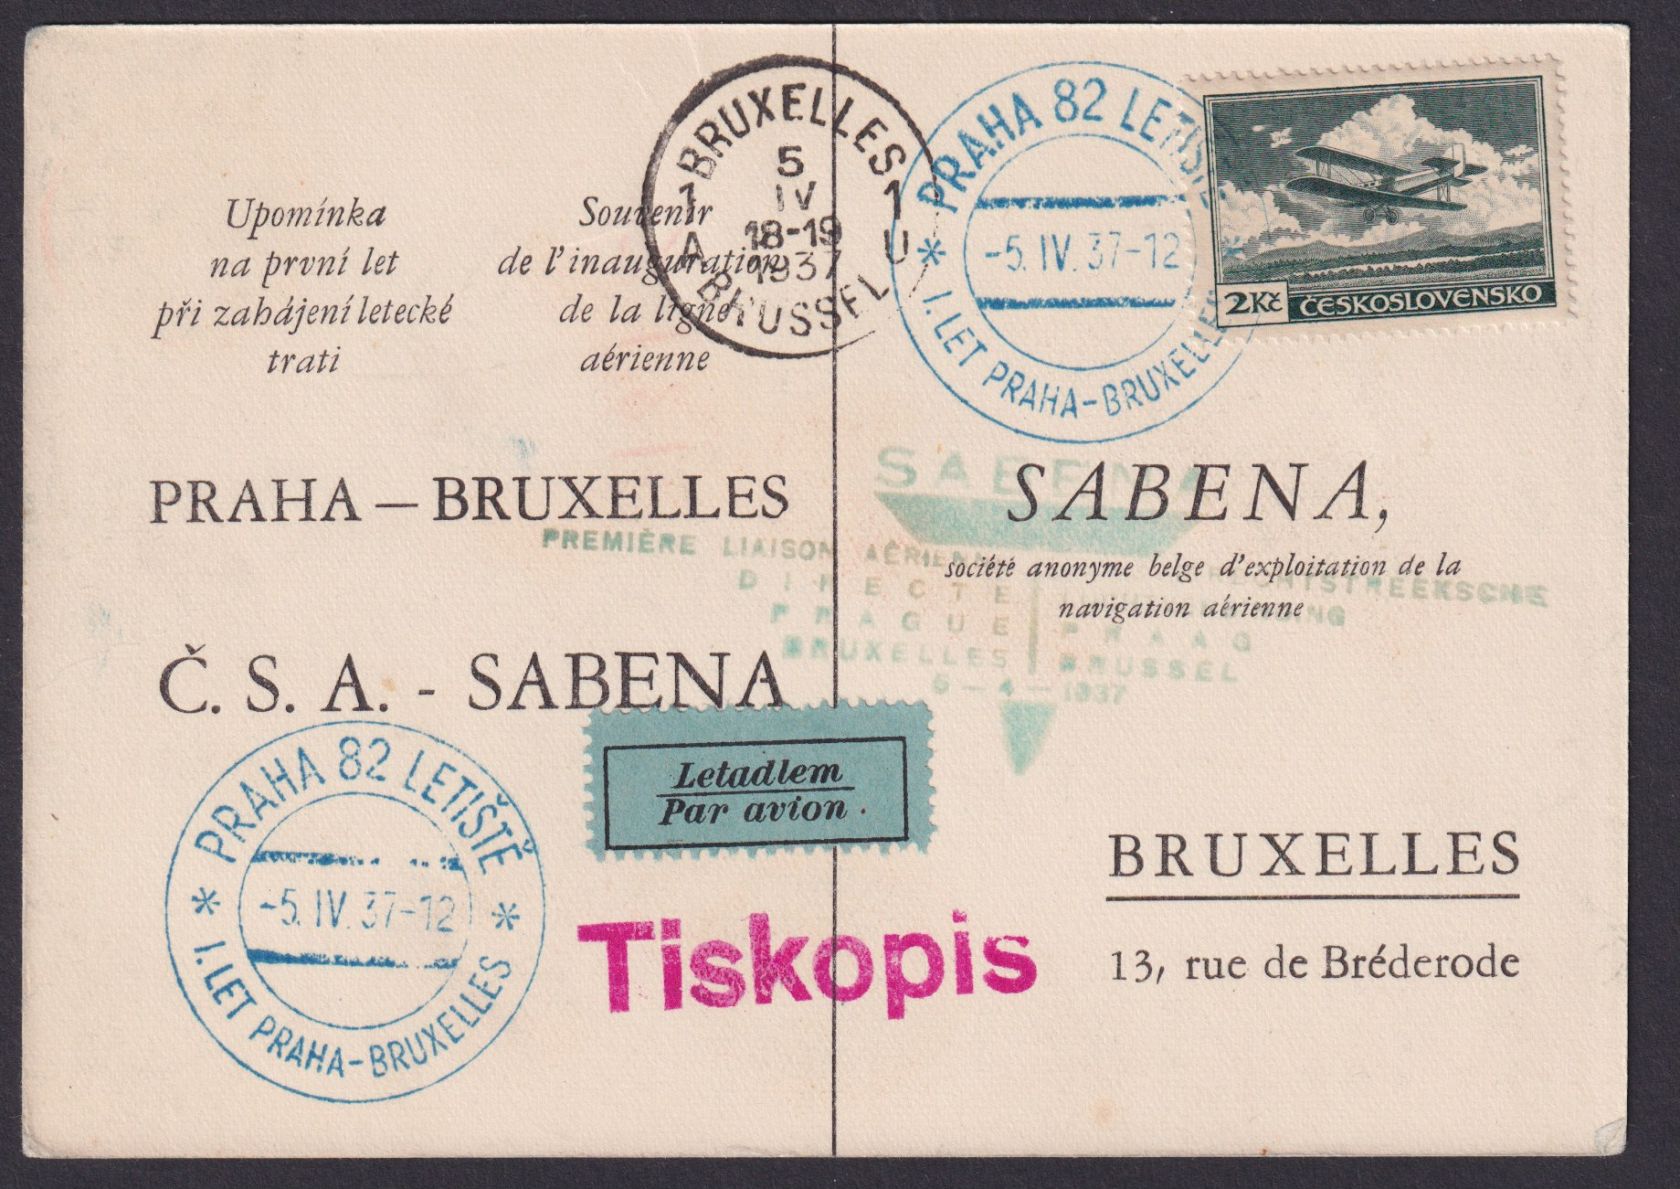 Upomínka
na první let
při zahájení letecké
trati
Souvenir
de l'inauguration
de la ligne
aérienne
BRUXELLES
1 1
5
IV
18-19
1937
A U
BRUSSEL
PRAHA 82 LETIŠTĚ
* -5.IV.37-12 *
I. LET PRAHA-BRUXELLES
2Kč ČESKOSLOVENSKO
PRAHA – BRUXELLES
Č. S. A. - SABENA
SABENA
PREMIÈRE LIAISON AÉRIENNE
DIRECTE
PRAGUE
BRUXELLES
RECHTSTREEKSCHE
PRAAG
BRUSSEL
5-4-1937
SABENA,
société anonyme belge d'exploitation de la
navigation aérienne
Letadlem
Par avion
PRAHA 82 LETIŠTĚ
* -5.IV.37-12 *
I. LET PRAHA-BRUXELLES
Tiskopis
BRUXELLES
13, rue de Bréderode